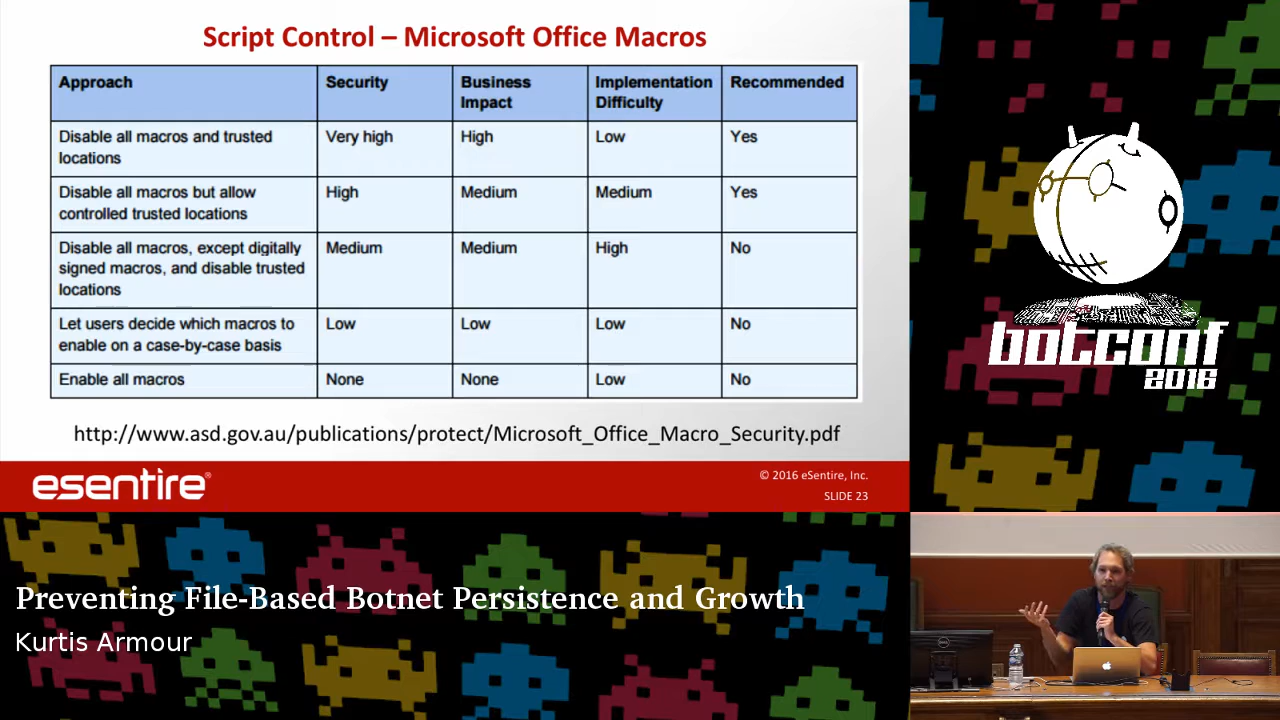 Script Control – Microsoft Office Macros
Approach Security Business Impact Implementation Difficulty Recommended
Disable all macros and trusted locations Very high High Low Yes
Disable all macros but allow controlled trusted locations High Medium Medium Yes
Disable all macros, except digitally signed macros, and disable trusted locations Medium Medium High No
Let users decide which macros to enable on a case-by-case basis Low Low Low No
Enable all macros None None Low No
http://www.asd.gov.au/publications/protect/Microsoft_Office_Macro_Security.pdf
esentire®
© 2016 eSentire, Inc.
SLIDE 23
botconf
2016
Preventing File-Based Botnet Persistence and Growth
Kurtis Armour
DELL